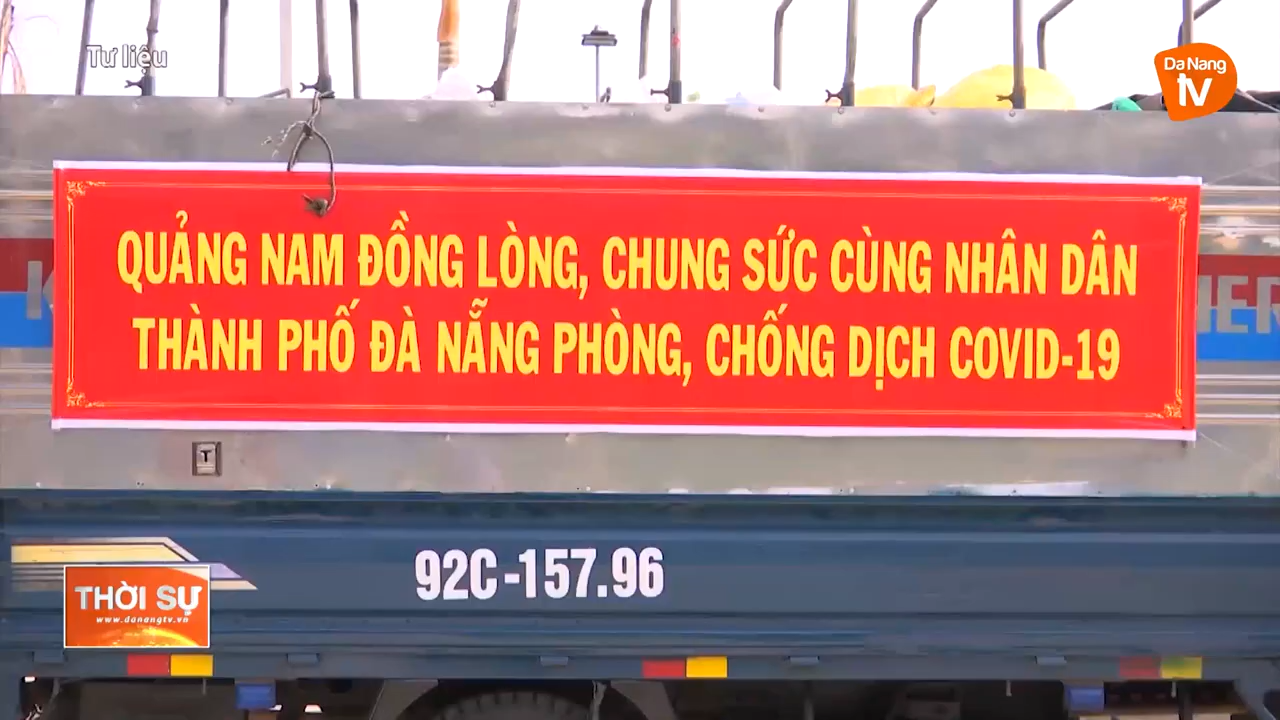 Tư liệu
Da Nang
tv
QUẢNG NAM ĐỒNG LÒNG, CHUNG SỨC CÙNG NHÂN DÂN
THÀNH PHỐ ĐÀ NẴNG PHÒNG, CHỐNG DỊCH COVID-19
T
92C-157.96
THỜI SỰ
www.danangtv.vn